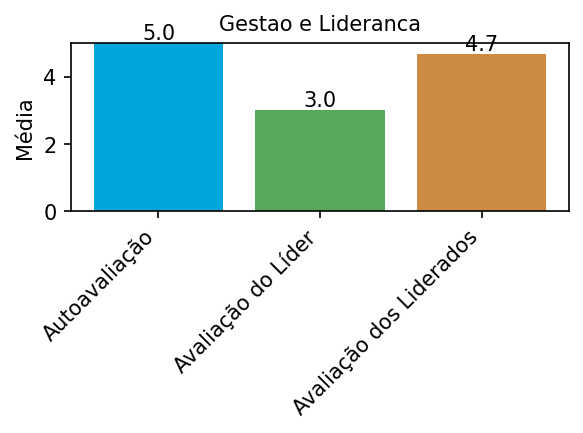 Gestao e Lideranca
5.0
3.0
4.7
Média
4
2
0
Autoavaliação
Avaliação do Líder
Avaliação dos Liderados